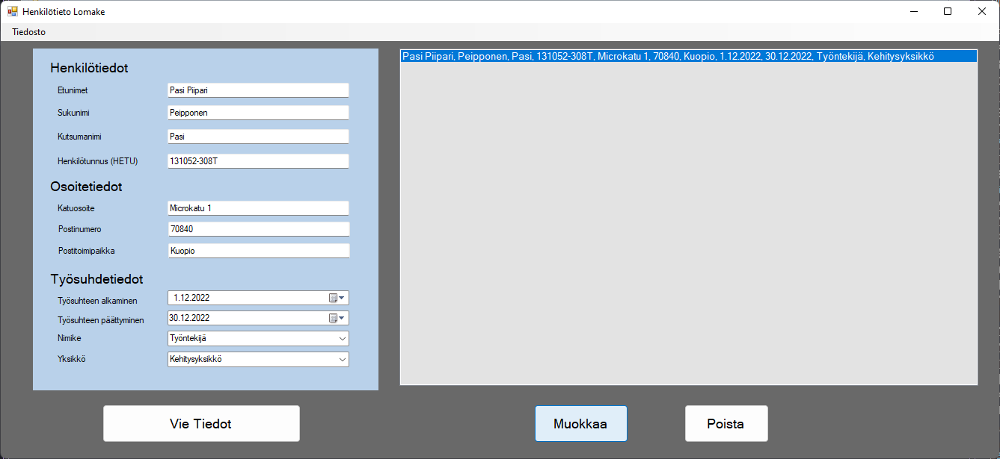 Henkilötieto Lomake
Tiedosto
Henkilötiedot
Etunimet Pasi Piipari
Sukunimi Peipponen
Kutsumanimi Pasi
Henkilötunnus (HETU) 131052-308T
Osoitetiedot
Katuosoite Microkatu 1
Postinumero 70840
Postitoimipaikka Kuopio
Työsuhdetiedot
Työsuhteen alkaminen 1.12.2022
Työsuhteen päättyminen 30.12.2022
Nimike Työntekijä
Yksikkö Kehitysyksikkö
Vie Tiedot
Pasi Piipari, Peipponen, Pasi, 131052-308T, Microkatu 1, 70840, Kuopio, 1.12.2022, 30.12.2022, Työntekijä, Kehitysyksikkö
Muokkaa
Poista